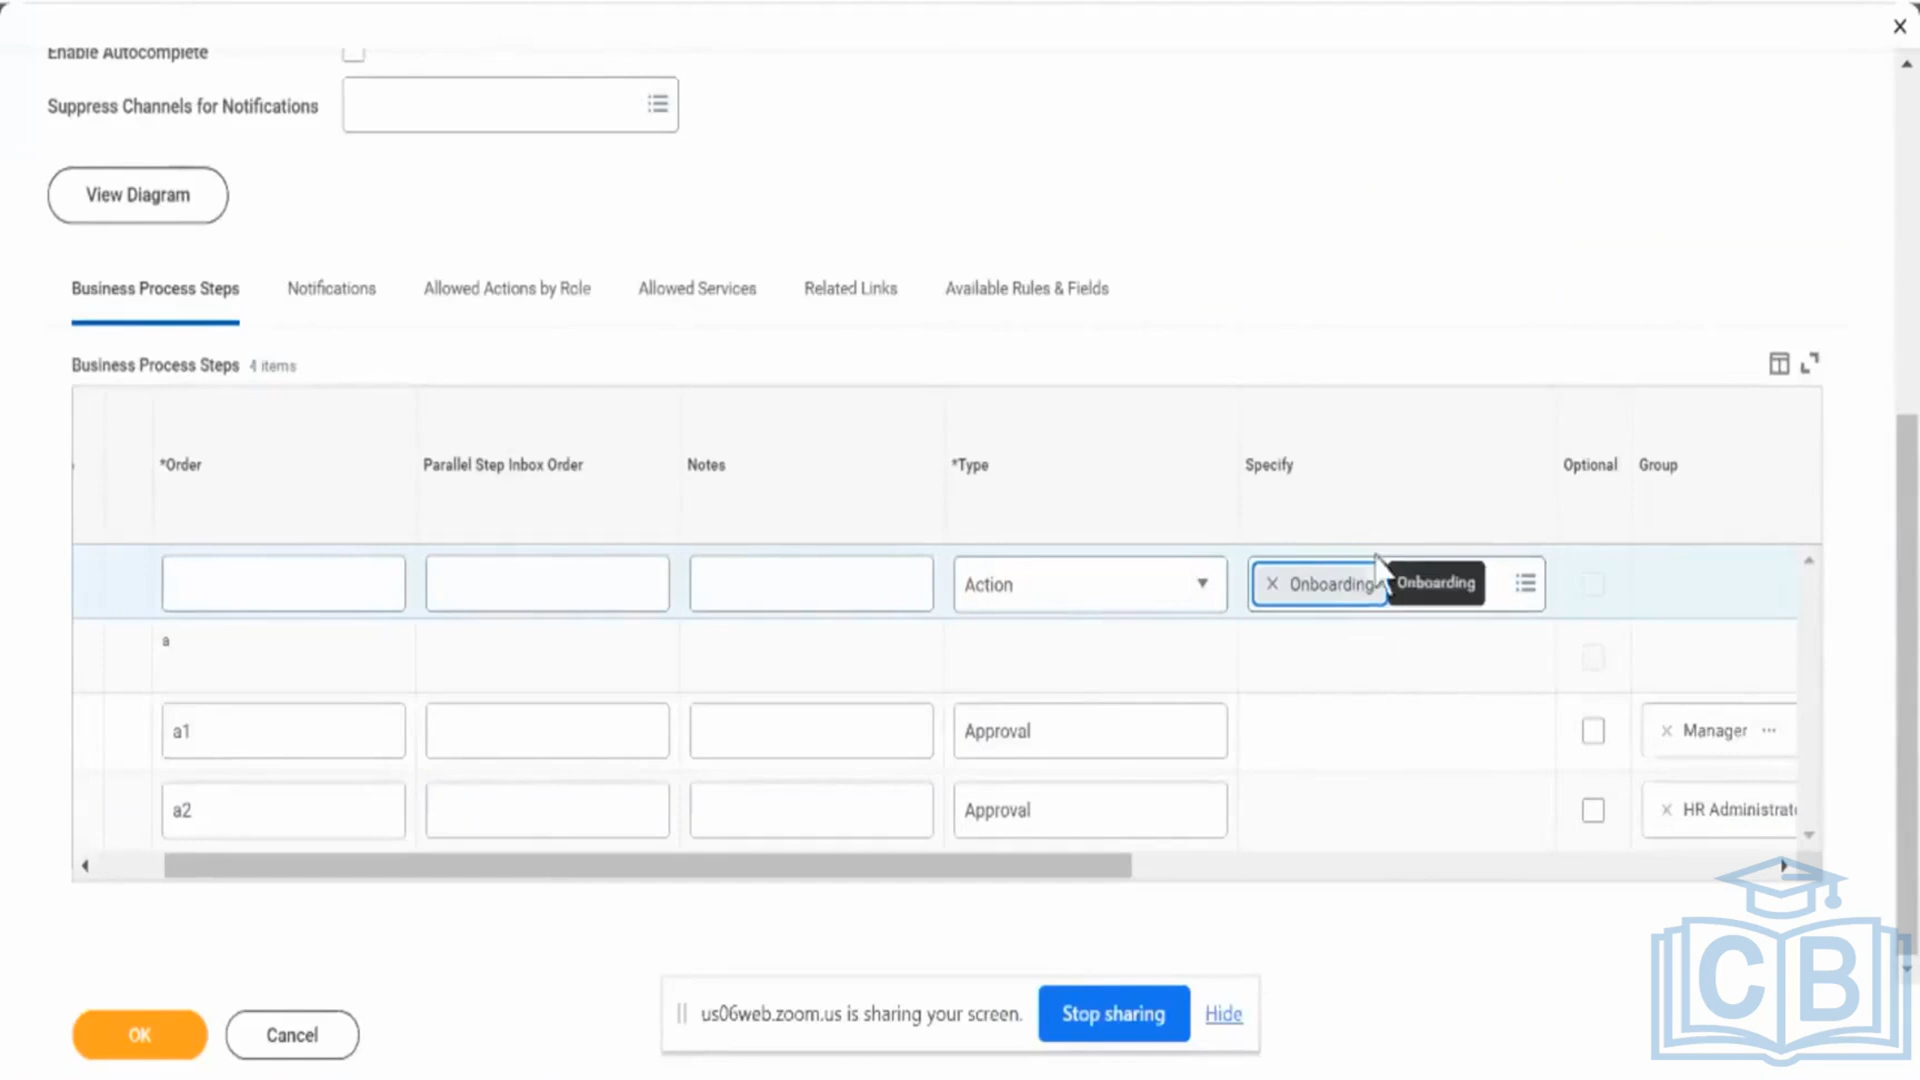 Enable Autocomplete
Suppress Channels for Notifications
View Diagram
Business Process Steps Notifications Allowed Actions by Role Allowed Services Related Links Available Rules & Fields
Business Process Steps 4 items
*Order Parallel Step Inbox Order Notes *Type Specify Optional Group
Action Onboarding Onboarding
a
a1 Approval Manager
a2 Approval HR Administrat
us06web.zoom.us is sharing your screen. Stop sharing Hide
OK Cancel
CB